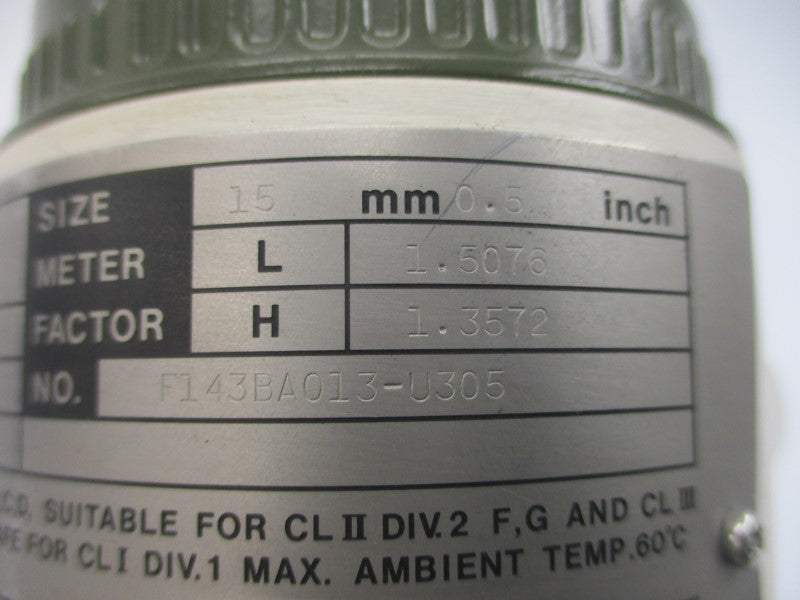 SIZE 15 mm 0.5 inch
METER L 1.5076
FACTOR H 1.3572
NO. F143BA013-U305
C,D, SUITABLE FOR CL II DIV.2 F,G AND CL III
FOR CL I DIV.1 MAX. AMBIENT TEMP.60°C